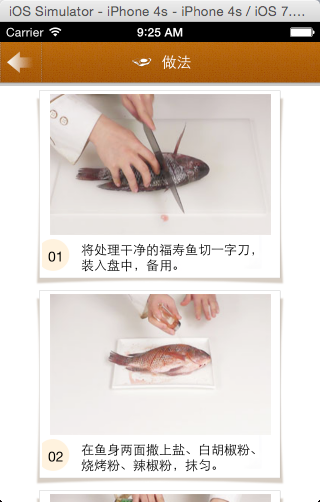 iOS Simulator - iPhone 4s - iPhone 4s / iOS 7....
Carrier 9:25 AM
做法
01
将处理干净的福寿鱼切一字刀，
装入盘中，备用。
02
在鱼身两面撒上盐、白胡椒粉、
烧烤粉、辣椒粉，抹匀。